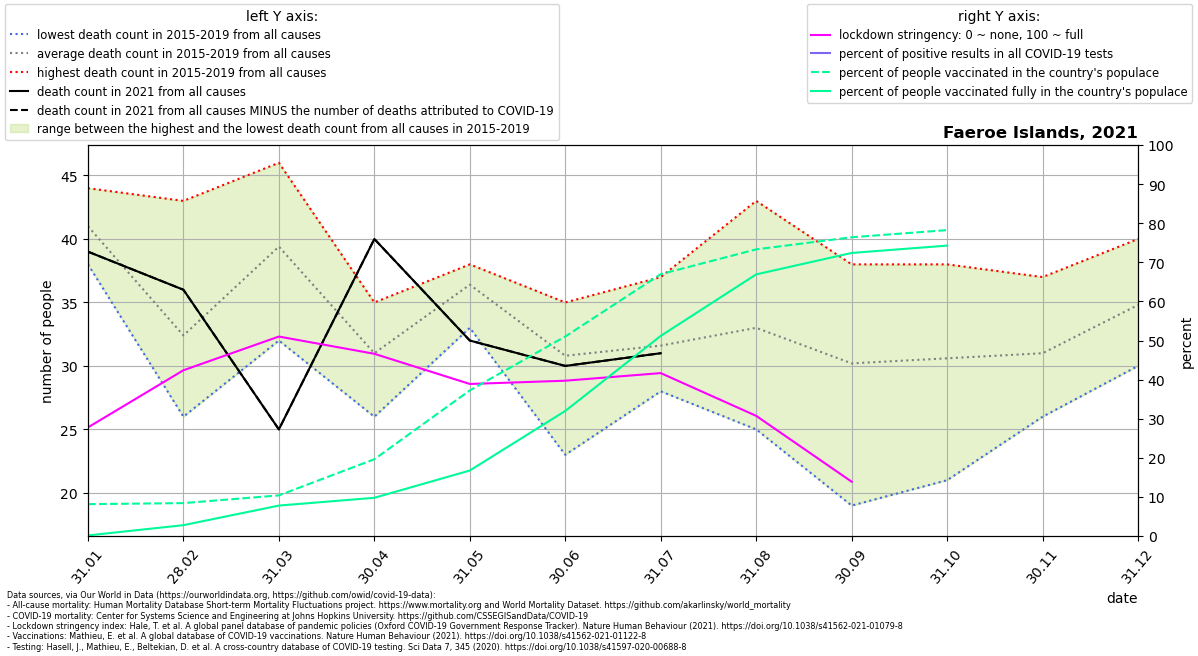 left Y axis:
lowest death count in 2015-2019 from all causes
average death count in 2015-2019 from all causes
highest death count in 2015-2019 from all causes
death count in 2021 from all causes
death count in 2021 from all causes MINUS the number of deaths attributed to COVID-19
range between the highest and the lowest death count from all causes in 2015-2019
right Y axis:
lockdown stringency: 0 ~ none, 100 ~ full
percent of positive results in all COVID-19 tests
percent of people vaccinated in the country's populace
percent of people vaccinated fully in the country's populace
Faeroe Islands, 2021
number of people
45
40
35
30
25
20
100
90
80
70
60
50
40
30
20
10
0
percent
31.01
28.02
31.03
30.04
31.05
30.06
31.07
31.08
30.09
31.10
30.11
31.12
date
Data sources, via Our World in Data (https://ourworldindata.org, https://github.com/owid/covid-19-data):
- All-cause mortality: Human Mortality Database Short-term Mortality Fluctuations project. https://www.mortality.org and World Mortality Dataset. https://github.com/akarlinsky/world_mortality
- COVID-19 mortality: Center for Systems Science and Engineering at Johns Hopkins University. https://github.com/CSSEGISandData/COVID-19
- Lockdown stringency index: Hale, T. et al. A global panel database of pandemic policies (Oxford COVID-19 Government Response Tracker). Nature Human Behaviour (2021). https://doi.org/10.1038/s41562-021-01079-8
- Vaccinations: Mathieu, E. et al. A global database of COVID-19 vaccinations. Nature Human Behaviour (2021). https://doi.org/10.1038/s41562-021-01122-8
- Testing: Hasell, J., Mathieu, E., Beltekian, D. et al. A cross-country database of COVID-19 testing. Sci Data 7, 345 (2020). https://doi.org/10.1038/s41597-020-00688-8